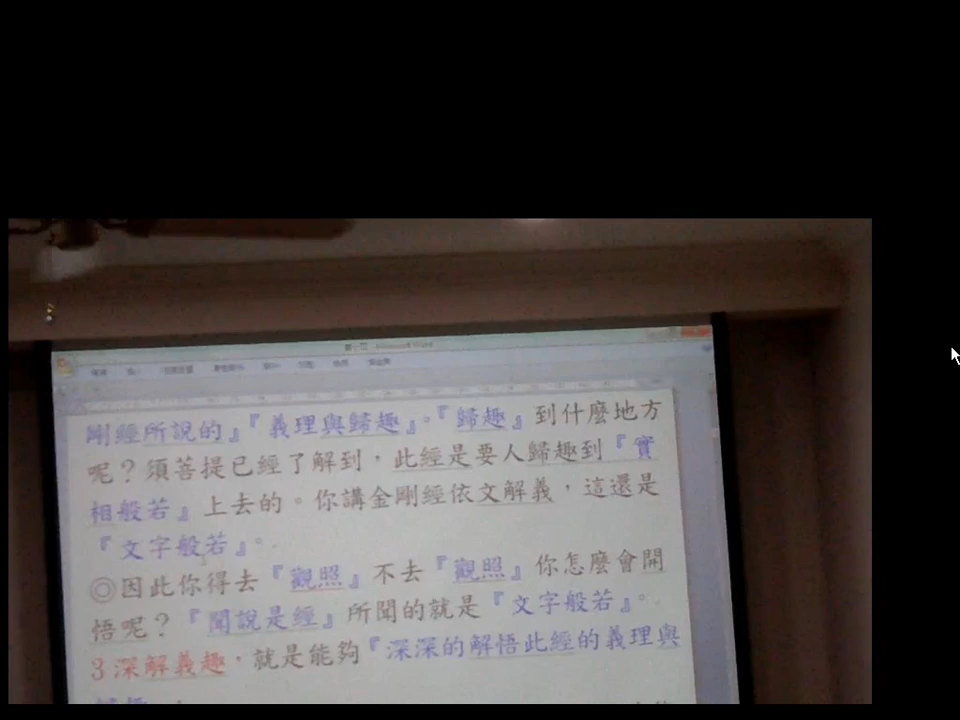 剛經所說的』『義理與歸趣』。『歸趣』到什麼地方
呢？須菩提已經了解到，此經是要人歸趣到『實
相般若』上去的。你講金剛經依文解義，這還是
『文字般若』。
◎因此你得去『觀照』不去『觀照』你怎麼會開
悟呢？『聞說是經』所聞的就是『文字般若』。
3深解義趣，就是能夠『深深的解悟此經的義理與